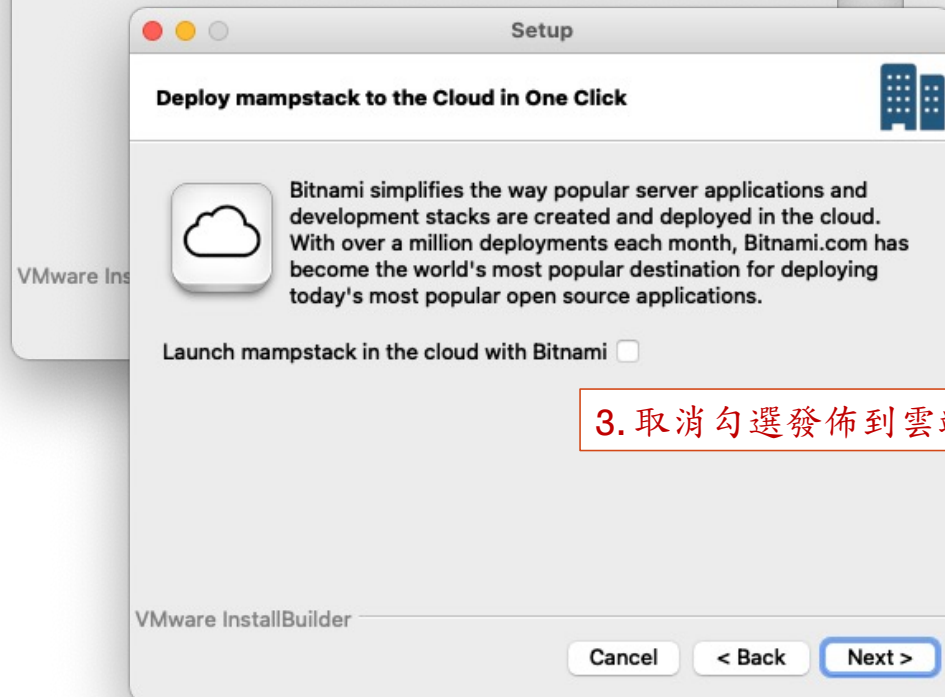 Setup
Deploy mampstack to the Cloud in One Click
Bitnami simplifies the way popular server applications and
development stacks are created and deployed in the cloud.
With over a million deployments each month, Bitnami.com has
become the world's most popular destination for deploying
today's most popular open source applications.
VMware
Launch mampstack in the cloud with Bitnami
3. 取消勾選發佈到雲
VMware InstallBuilder
Cancel
< Back
Next >